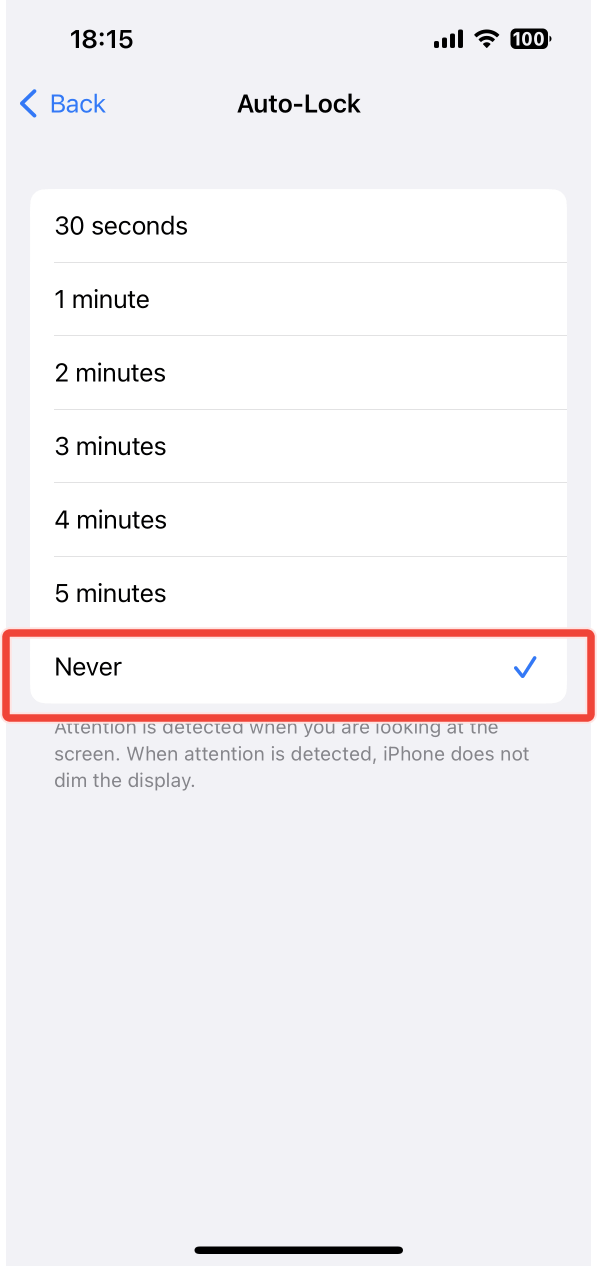 18:15
100
Back
Auto-Lock
30 seconds
1 minute
2 minutes
3 minutes
4 minutes
5 minutes
Never
Attention is detected when you are looking at the
screen. When attention is detected, iPhone does not
dim the display.